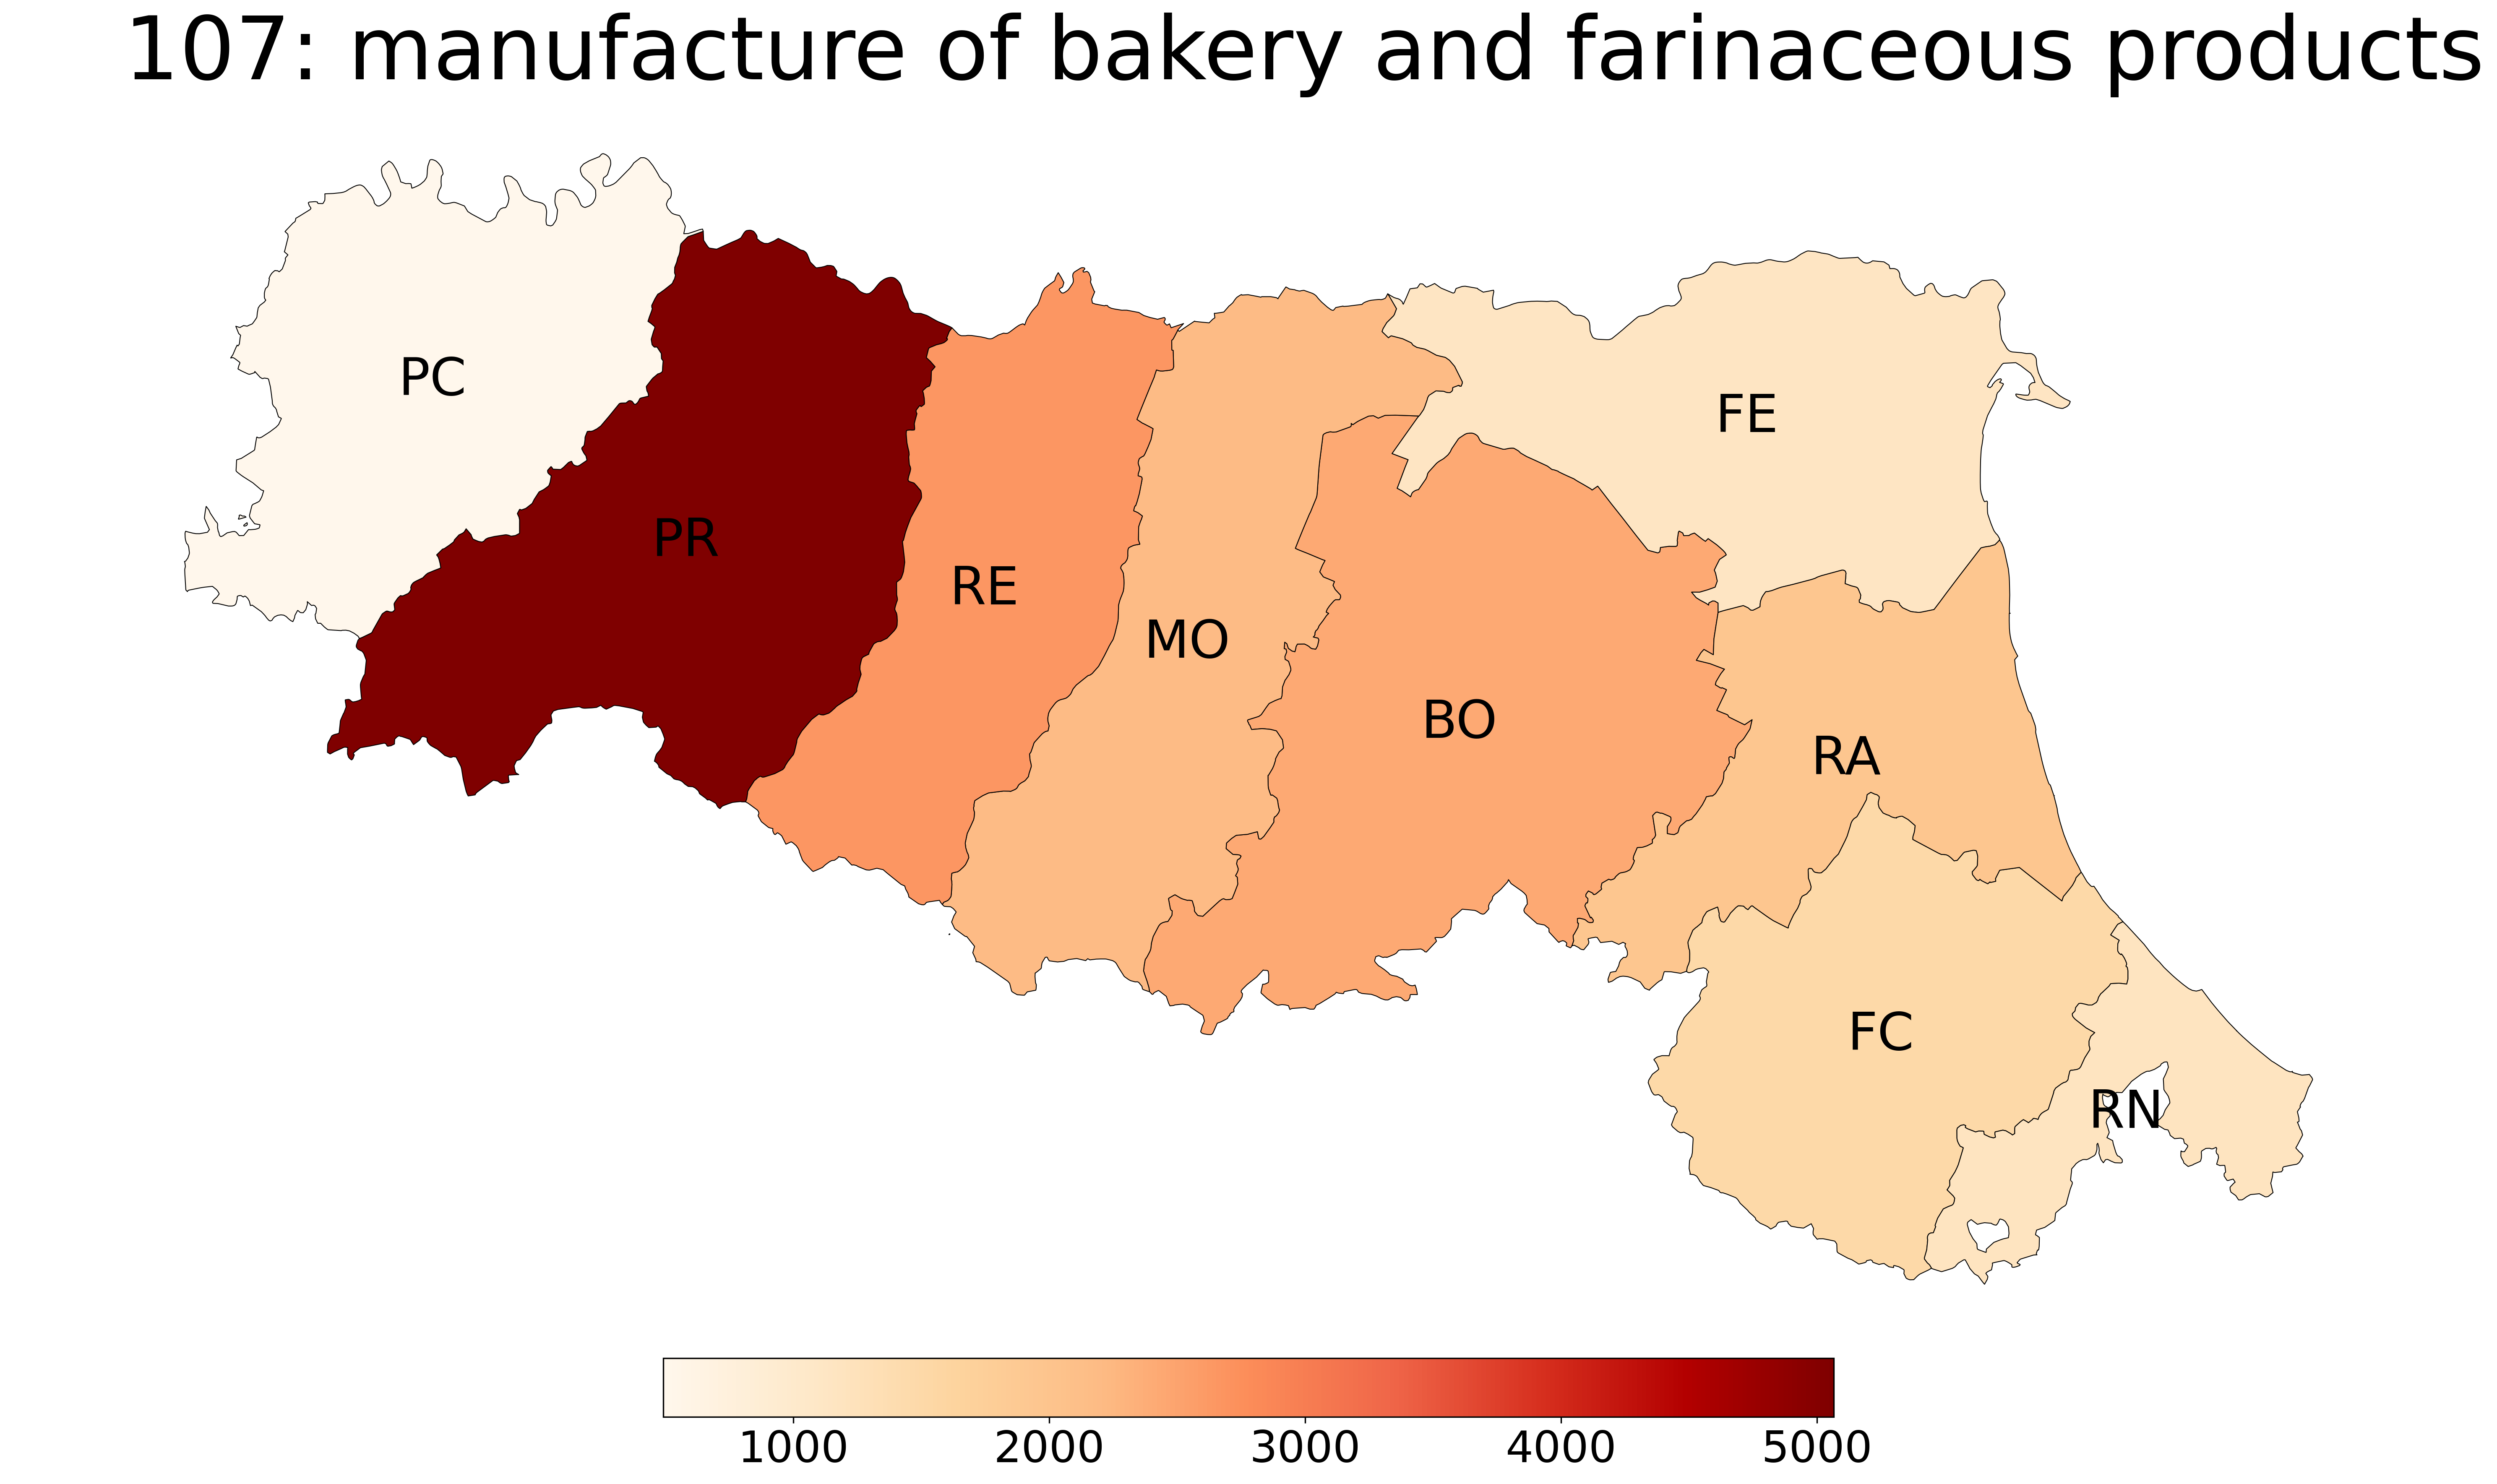 107: manufacture of bakery and farinaceous products
PC
FE
PR
RE
MO
BO
RA
FC
RN
1000 2000 3000 4000 5000